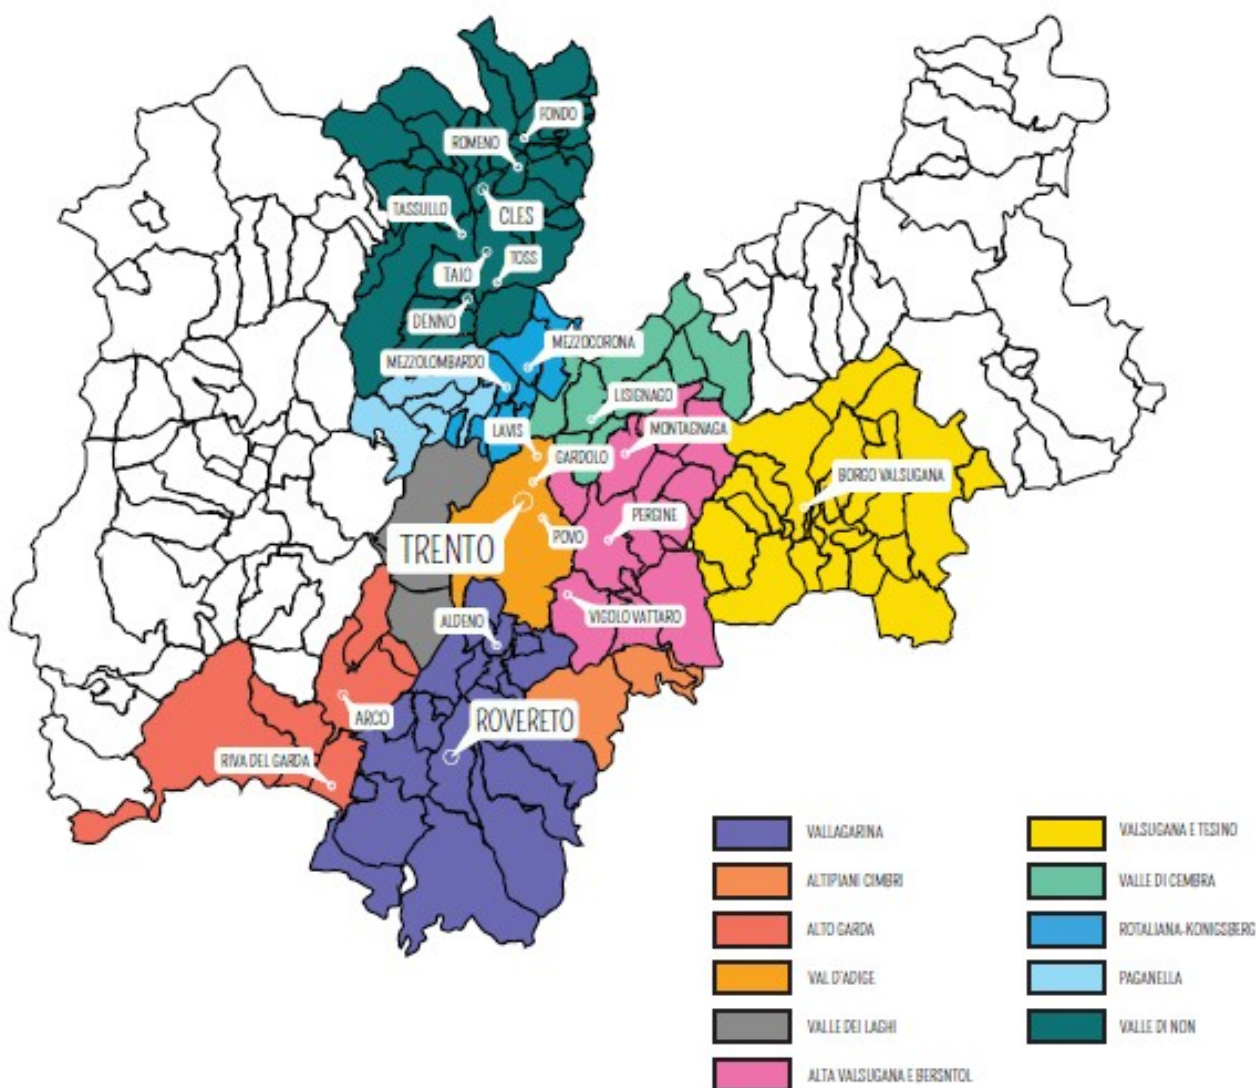 FONDO
ROMENO
CLES
TASSULLO
TAIO
TOSS
DENNO
MEZZOCORONA
MEZZOLOMBARDO
LISIGNAGO
LAVIS
MONTAGNAGA
GARDOLO
BORGO VALSUGANA
PERGINE
TRENTO
POVO
VIGOLO VATTARO
ALDENO
ARCO
ROVERETO
RIVA DEL GARDA
VALLAGARINA
ALTIPIANI CIMBRI
ALTO GARDA
VAL D'ADIGE
VALLE DEI LAGHI
ALTA VALSUGANA E BERSNTOL
VALSUGANA E TESINO
VALLE DI CEMBRA
ROTALIANA-KONIGSBERG
PAGANELLA
VALLE DI NON